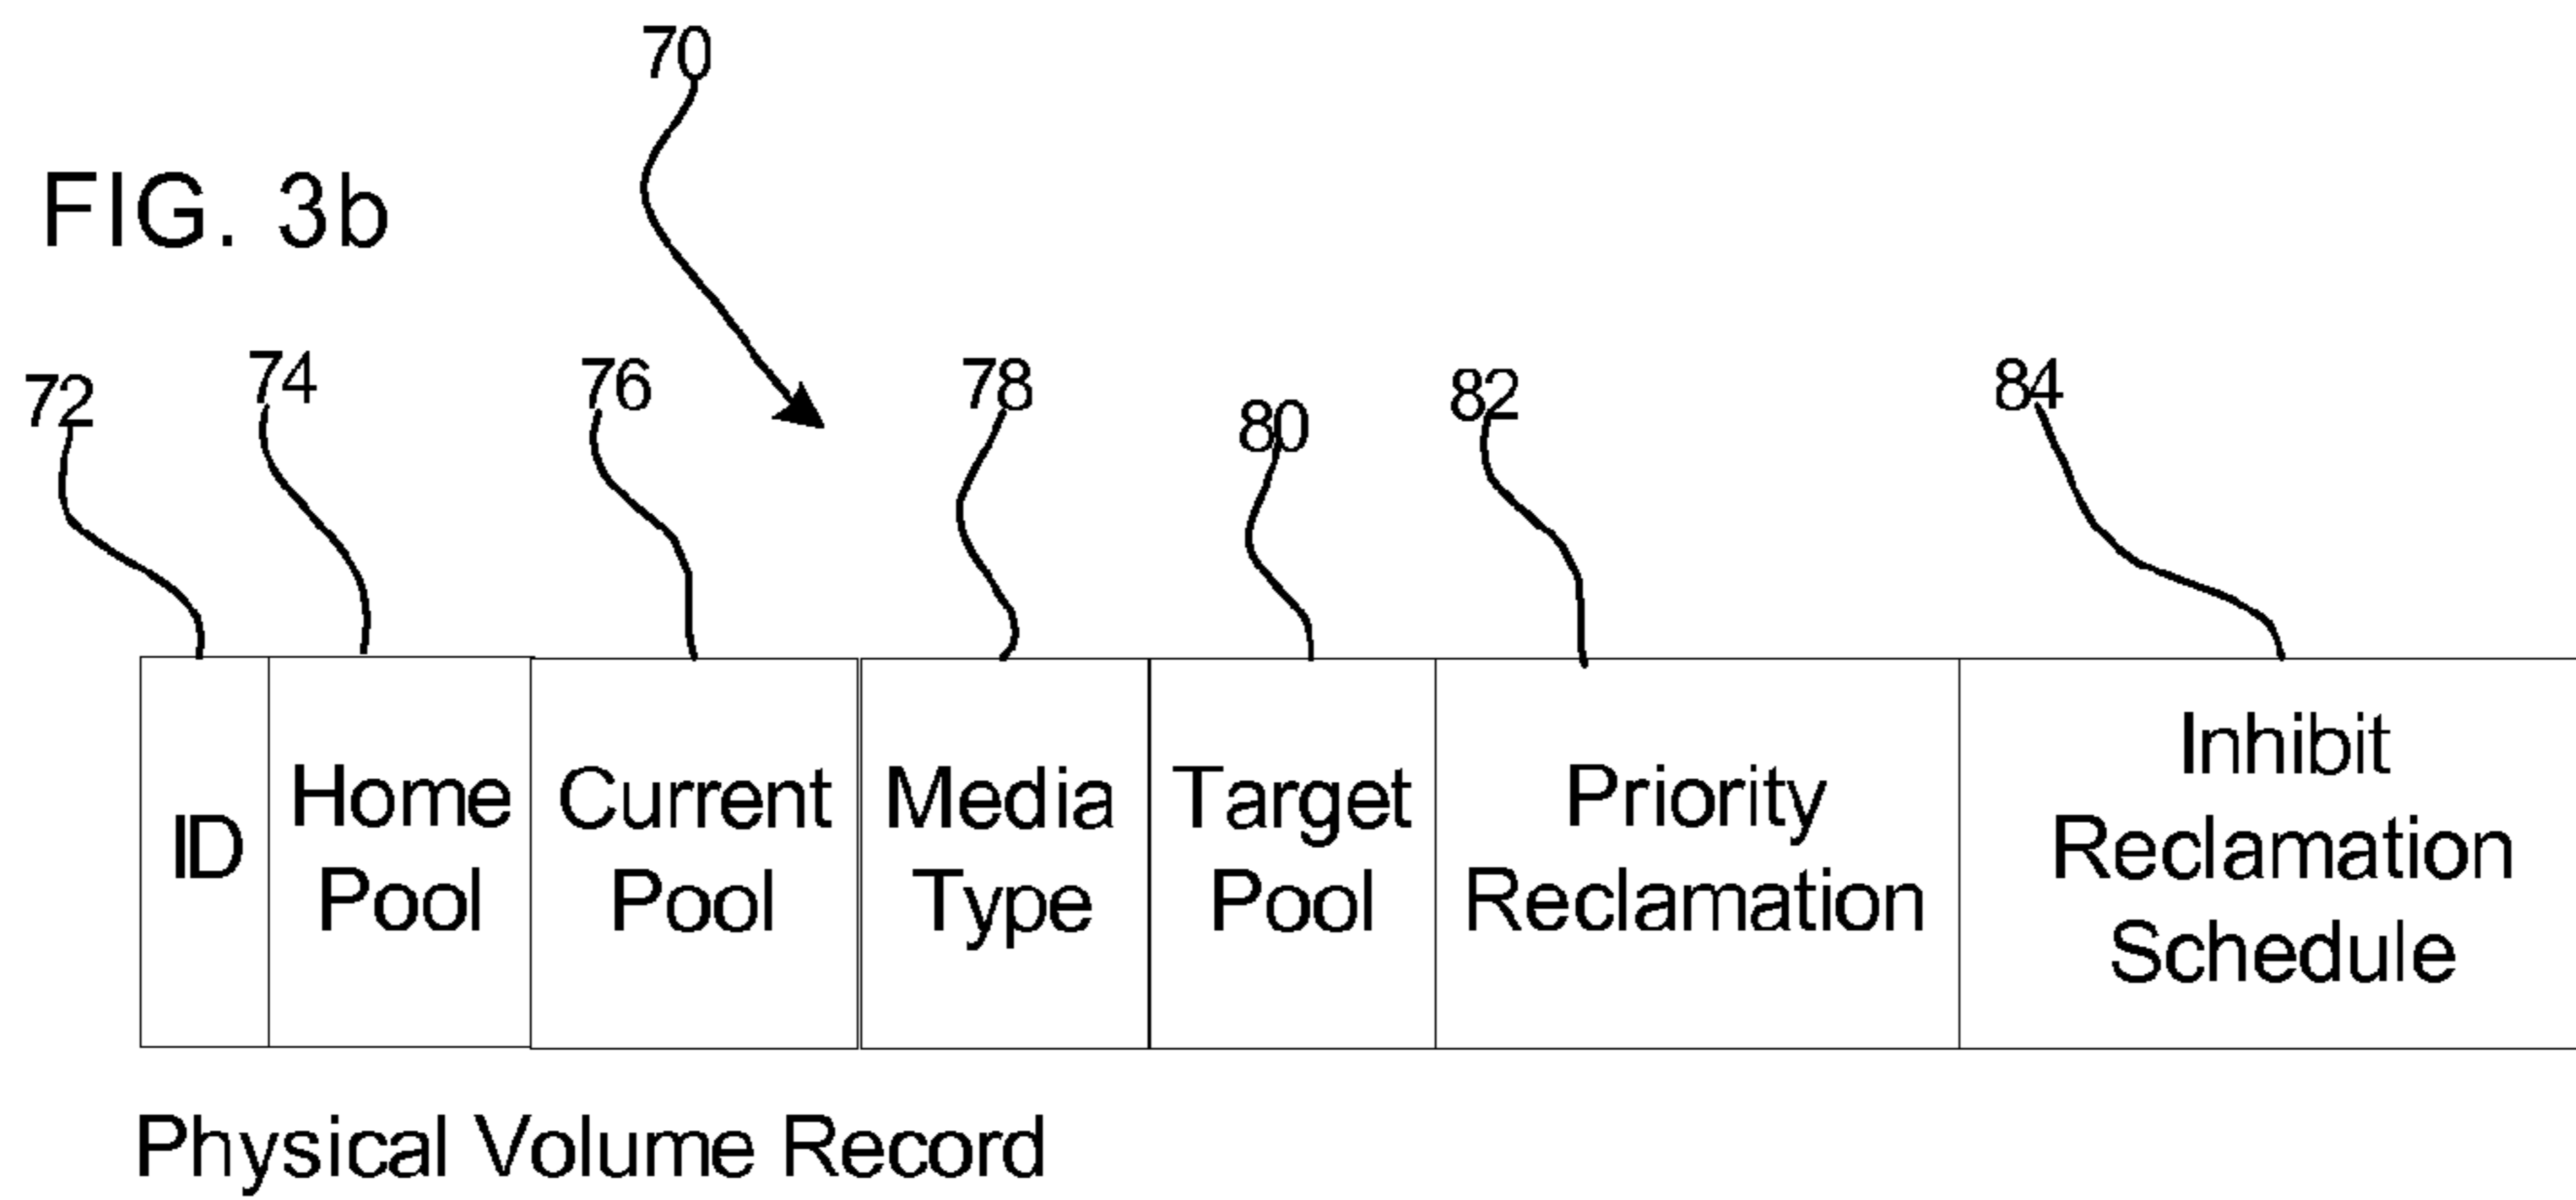 70
FIG. 3b
72
74
76
78
80
82
84
ID
Home
Pool
Current
Pool
Media
Type
Target
Pool
Priority
Reclamation
Inhibit
Reclamation
Schedule
Physical Volume Record